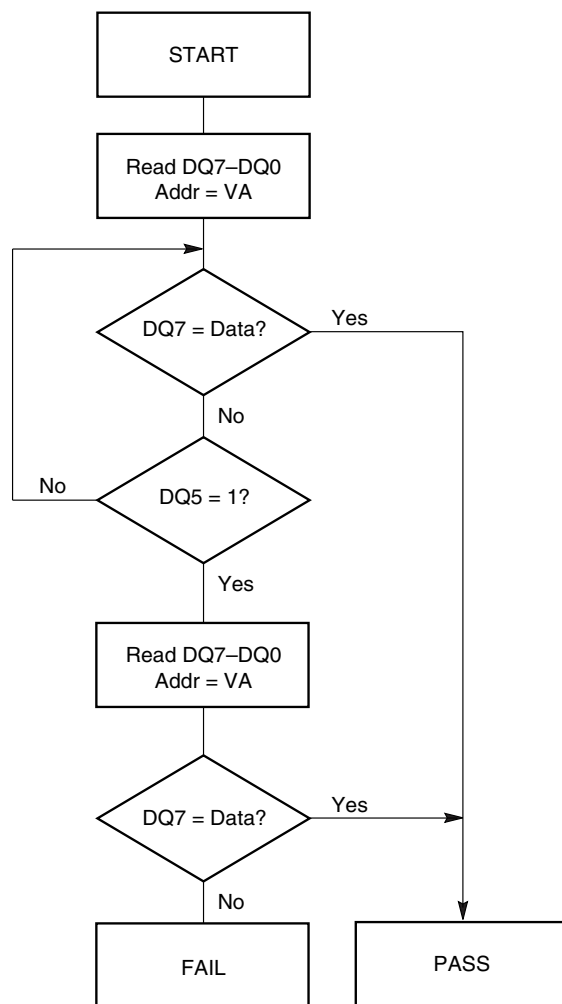 START
Read DQ7–DQ0
Addr = VA
DQ7 = Data?
Yes
No
No
DQ5 = 1?
Yes
Read DQ7–DQ0
Addr = VA
DQ7 = Data?
Yes
No
FAIL
PASS